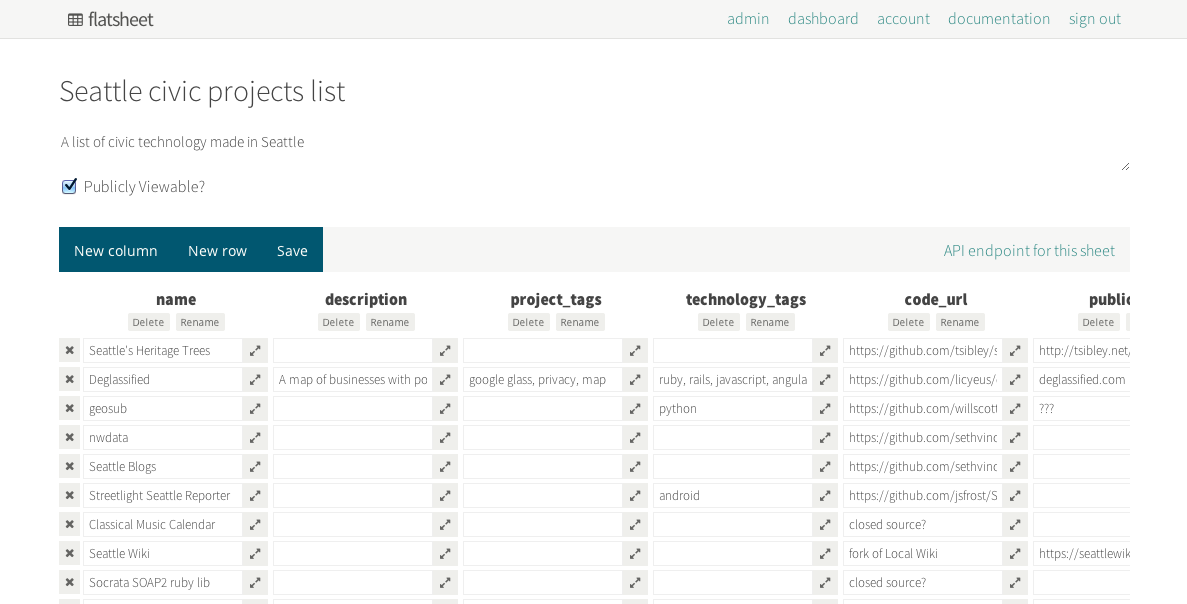 flatsheet admin dashboard account documentation sign out
Seattle civic projects list
A list of civic technology made in Seattle
Publicly Viewable?
New column New row Save API endpoint for this sheet
name description project_tags technology_tags code_url
Delete Rename Delete Rename Delete Rename Delete Rename Delete Rename Delete
Seattle's Heritage Trees https://github.com/tsibley/s http://tsibley.net/
Deglassified A map of businesses with po google glass, privacy, map ruby, rails, javascript, angula https://github.com/licyeus/ deglassified.com
geosub python https://github.com/willscott ???
nwdata https://github.com/sethvinc
Seattle Blogs https://github.com/sethvinc
Streetlight Seattle Reporter android https://github.com/jsfrost/S
Classical Music Calendar closed source?
Seattle Wiki fork of Local Wiki https://seattlewik
Socrata SOAP2 ruby lib closed source?